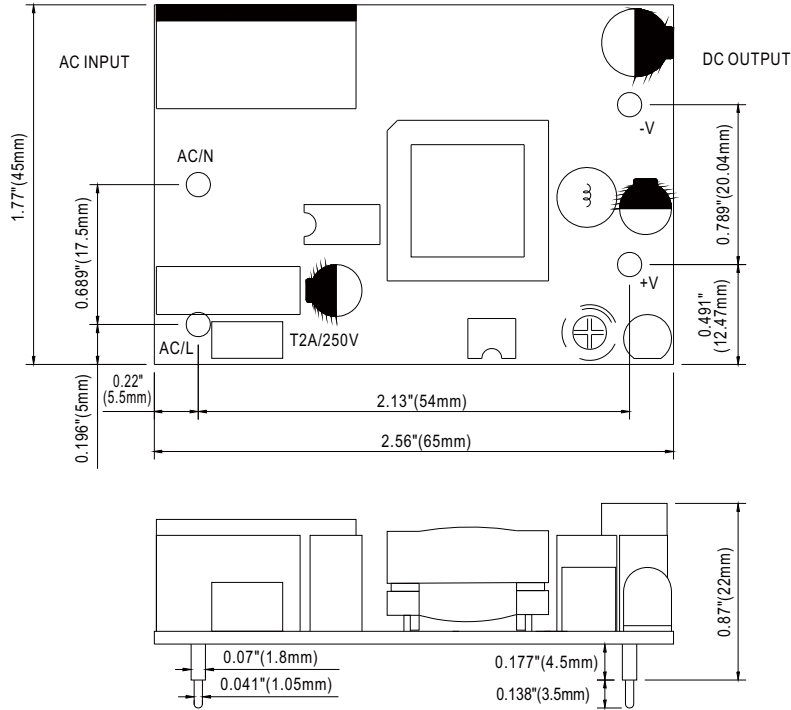 AC INPUT
DC OUTPUT
-V
AC/N
1.77"(45mm)
0.689"(17.5mm)
0.789"(20.04mm)
+V
0.491"
(12.47mm)
T2A/250V
AC/L
0.22"
(5.5mm)
0.196"(5mm)
2.13"(54mm)
2.56"(65mm)
0.87"(22mm)
0.07"(1.8mm)
0.177"(4.5mm)
0.041"(1.05mm)
0.138"(3.5mm)